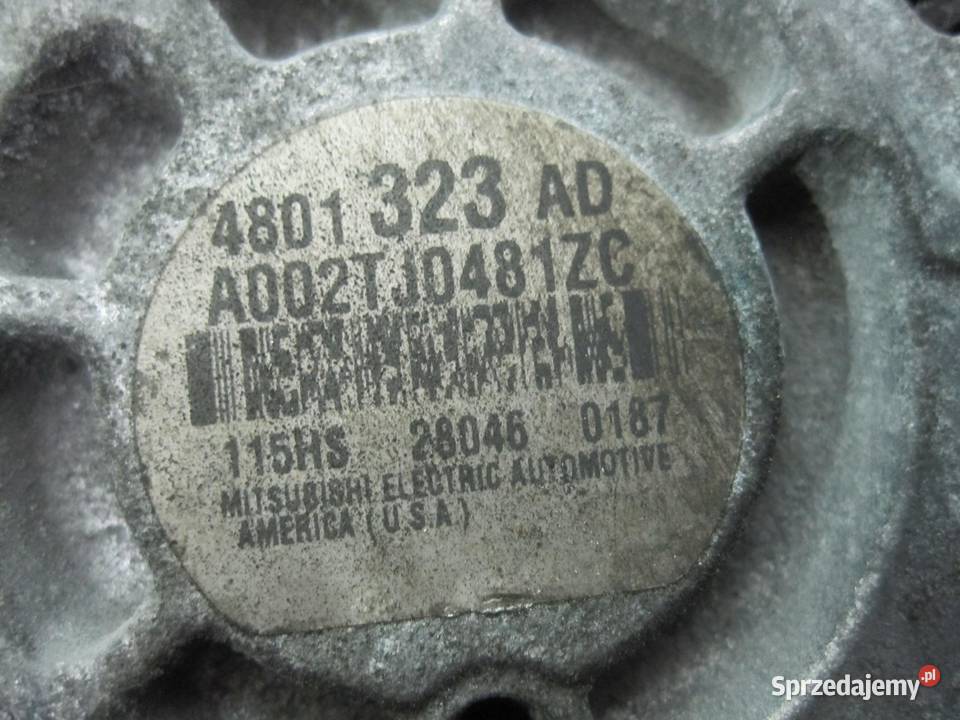 4801 323 AD
A002TJ0481ZC
115HS 28046 0187
MITSUBISHI ELECTRIC AUTOMOTIVE
AMERICA (U.S.A)
Sprzedajemy.pl